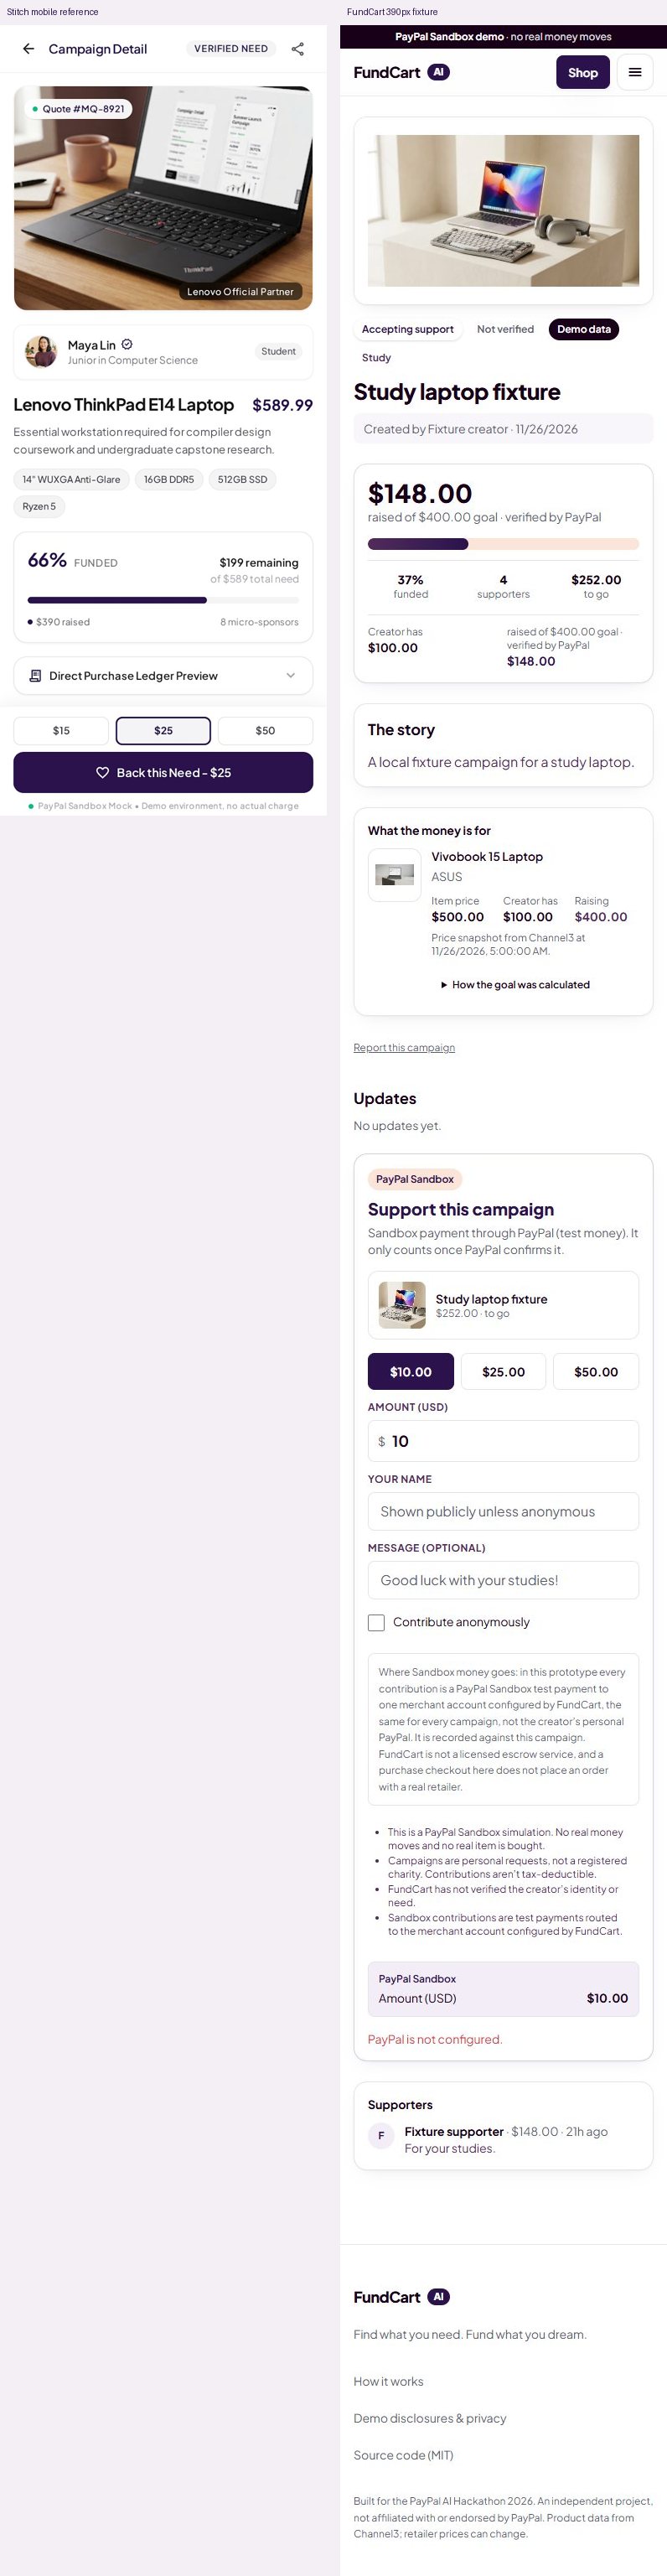 Stitch mobile reference
Campaign Detail
VERIFIED NEED
Quote #MQ-8921
ThinkPad
Lenovo Official Partner
Maya Lin
Junior in Computer Science
Student
Lenovo ThinkPad E14 Laptop
$589.99
Essential workstation required for compiler design
coursework and undergraduate capstone research.
14" WUXGA Anti-Glare
16GB DDR5
512GB SSD
Ryzen 5
66% FUNDED
$199 remaining
of $589 total need
$390 raised
8 micro-sponsors
Direct Purchase Ledger Preview
$15
$25
$50
Back this Need - $25
PayPal Sandbox Mock • Demo environment, no actual charge
FundCart 390px fixture
PayPal Sandbox demo · no real money moves
FundCart AI
Shop
Accepting support
Not verified
Demo data
Study
Study laptop fixture
Created by Fixture creator · 11/26/2026
$148.00
raised of $400.00 goal · verified by PayPal
37%
funded
4
supporters
$252.00
to go
Creator has
$100.00
raised of $400.00 goal ·
verified by PayPal
$148.00
The story
A local fixture campaign for a study laptop.
What the money is for
Vivobook 15 Laptop
ASUS
Item price
$500.00
Creator has
$100.00
Raising
$400.00
Price snapshot from Channel3 at
11/26/2026, 5:00:00 AM.
How the goal was calculated
Report this campaign
Updates
No updates yet.
PayPal Sandbox
Support this campaign
Sandbox payment through PayPal (test money). It
only counts once PayPal confirms it.
Study laptop fixture
$252.00 · to go
$10.00
$25.00
$50.00
AMOUNT (USD)
$ 10
YOUR NAME
Shown publicly unless anonymous
MESSAGE (OPTIONAL)
Good luck with your studies!
Contribute anonymously
Where Sandbox money goes: in this prototype every
contribution is a PayPal Sandbox test payment to
one merchant account configured by FundCart, the
same for every campaign, not the creator's personal
PayPal. It is recorded against this campaign.
FundCart is not a licensed escrow service, and a
purchase checkout here does not place an order
with a real retailer.
• This is a PayPal Sandbox simulation. No real money
moves and no real item is bought.
• Campaigns are personal requests, not a registered
charity. Contributions aren't tax-deductible.
• FundCart has not verified the creator's identity or
need.
• Sandbox contributions are test payments routed
to the merchant account configured by FundCart.
PayPal Sandbox
Amount (USD)
$10.00
PayPal is not configured.
Supporters
F
Fixture supporter · $148.00 · 21h ago
For your studies.
FundCart AI
Find what you need. Fund what you dream.
How it works
Demo disclosures & privacy
Source code (MIT)
Built for the PayPal AI Hackathon 2026. An independent project,
not affiliated with or endorsed by PayPal. Product data from
Channel3; retailer prices can change.